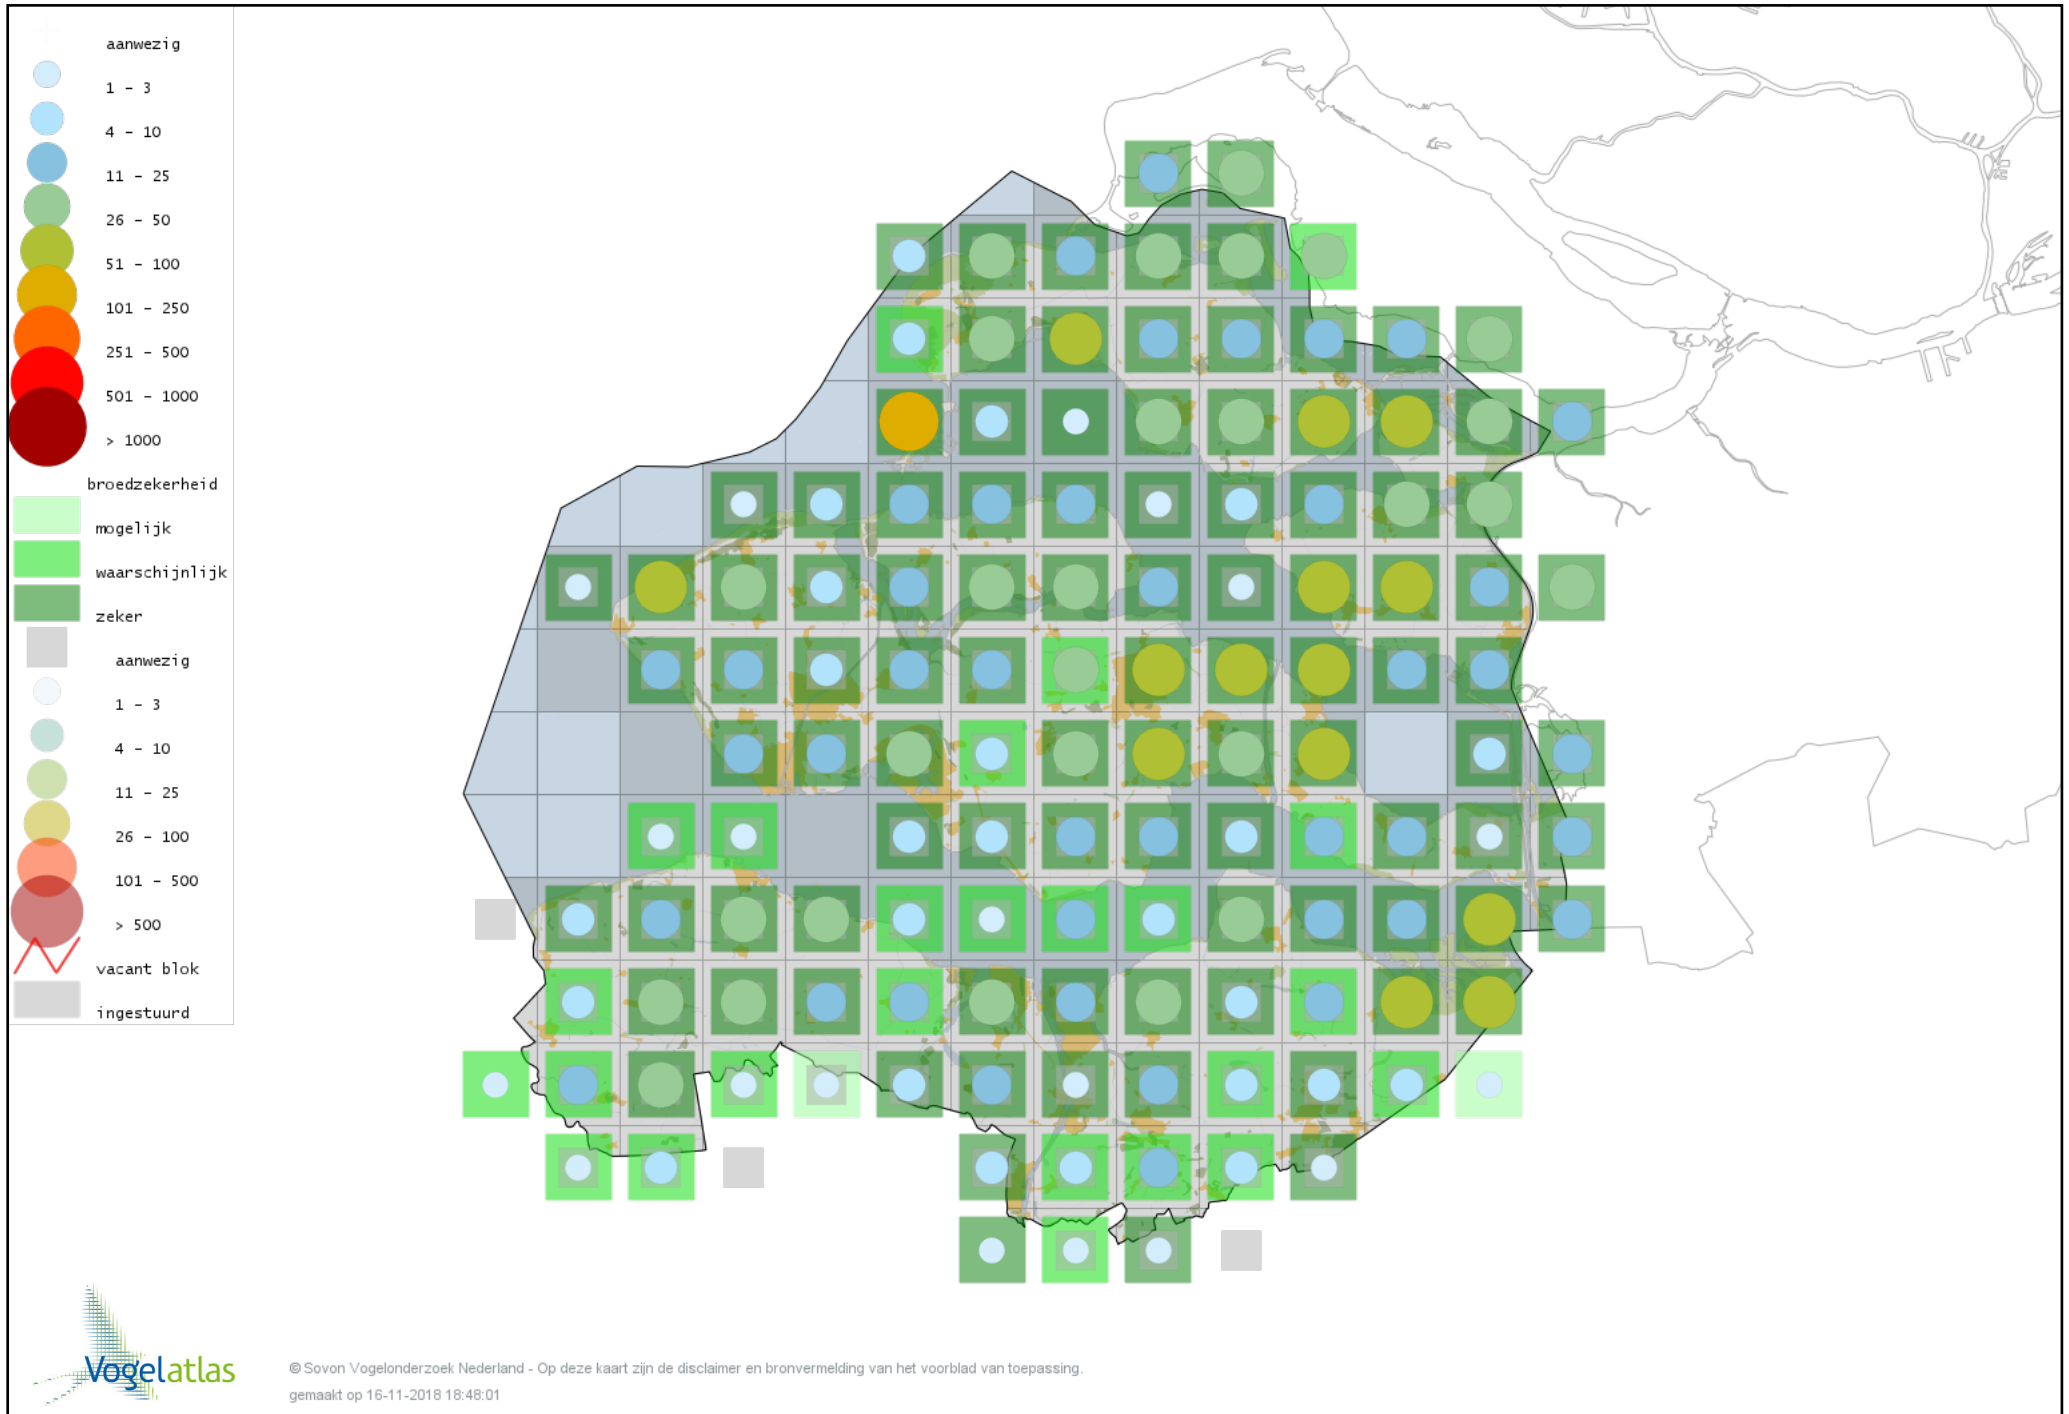 aanwezig
1 - 3
4 - 10
11 - 25
26 - 50
51 - 100
101 - 250
251 - 500
501 - 1000
> 1000
broedzekerheid
mogelijk
waarschijnlijk
zeker
aanwezig
1 - 3
4 - 10
11 - 25
26 - 100
101 - 500
> 500
vacant blok
ingestuurd
Vogelatlas
© Sovon Vogelonderzoek Nederland - Op deze kaart zijn de disclaimer en bronvermelding van het voorblad van toepassing.
gemaakt op 16-11-2018 18:48:01